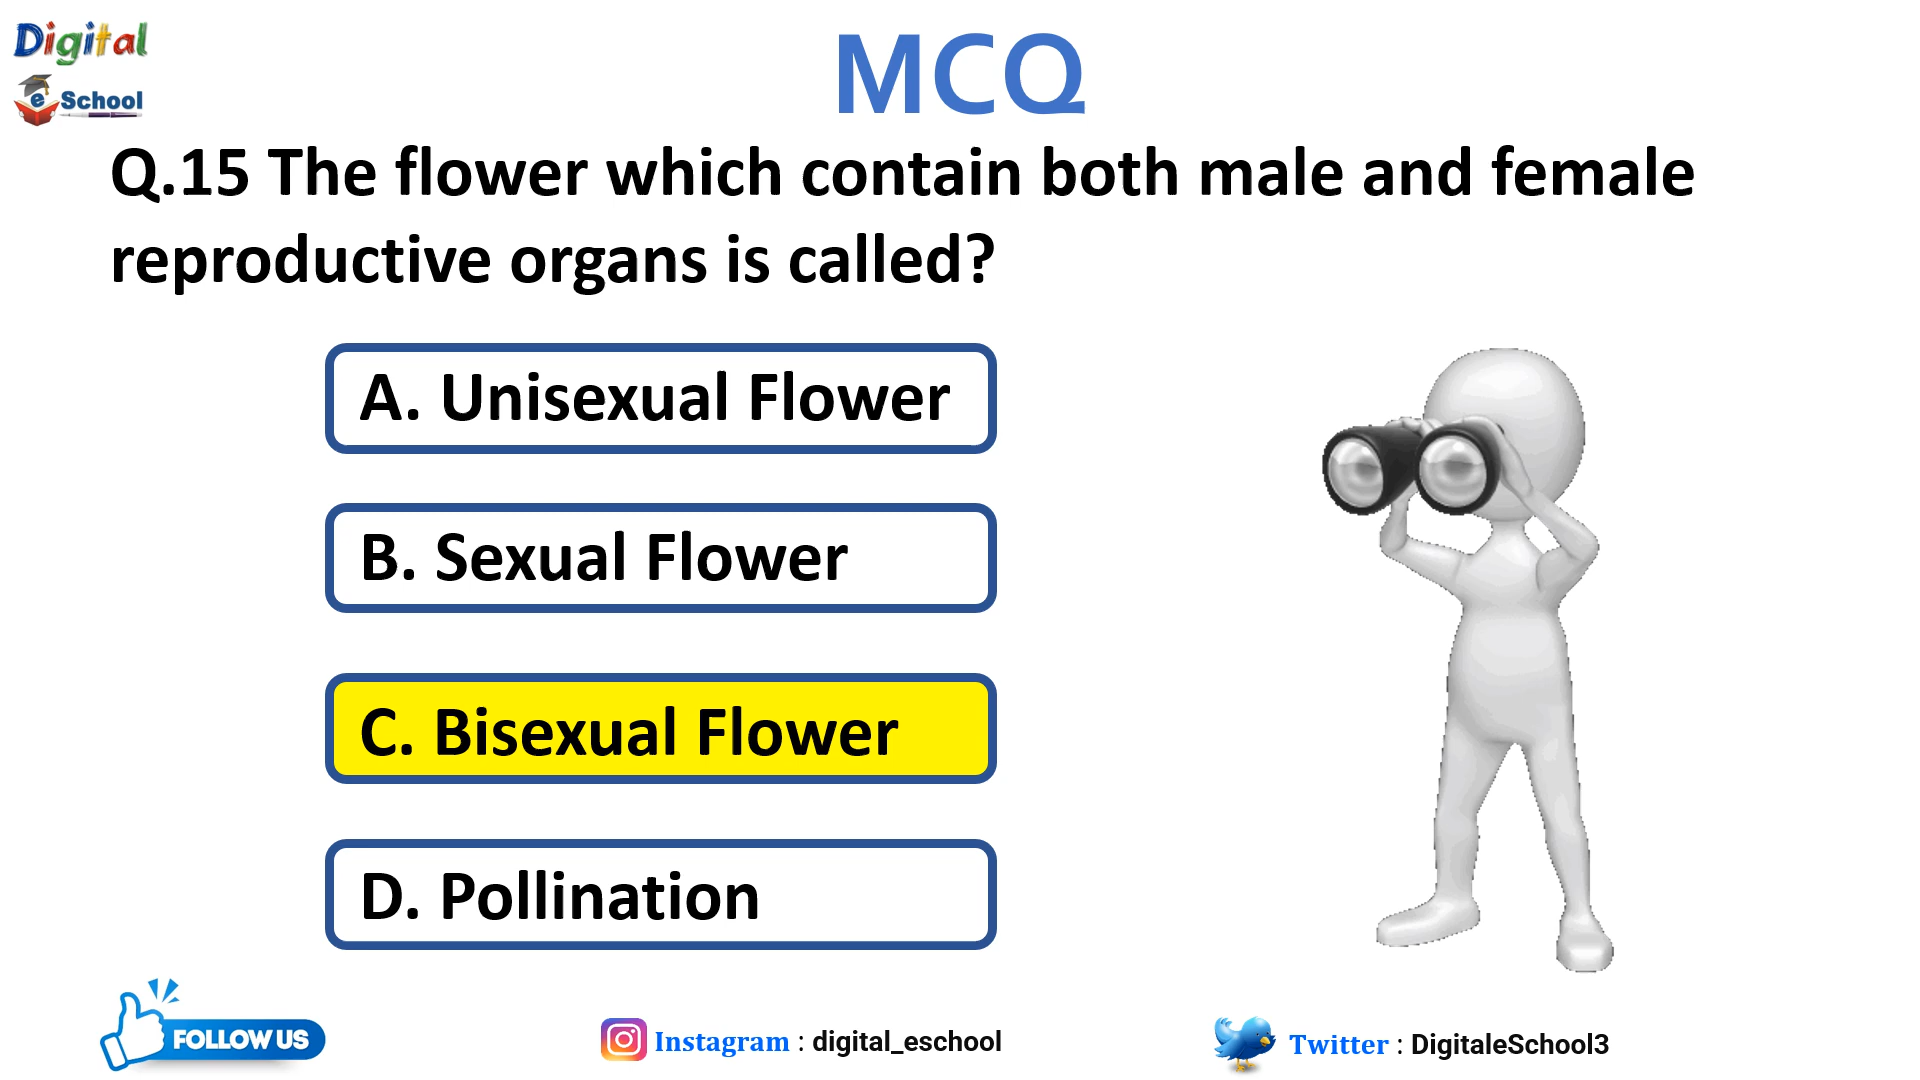 Digital
e School
MCQ
Q.15 The flower which contain both male and female
reproductive organs is called?
A. Unisexual Flower
B. Sexual Flower
C. Bisexual Flower
D. Pollination
FOLLOW US
Instagram : digital_eschool
Twitter : DigitaleSchool3